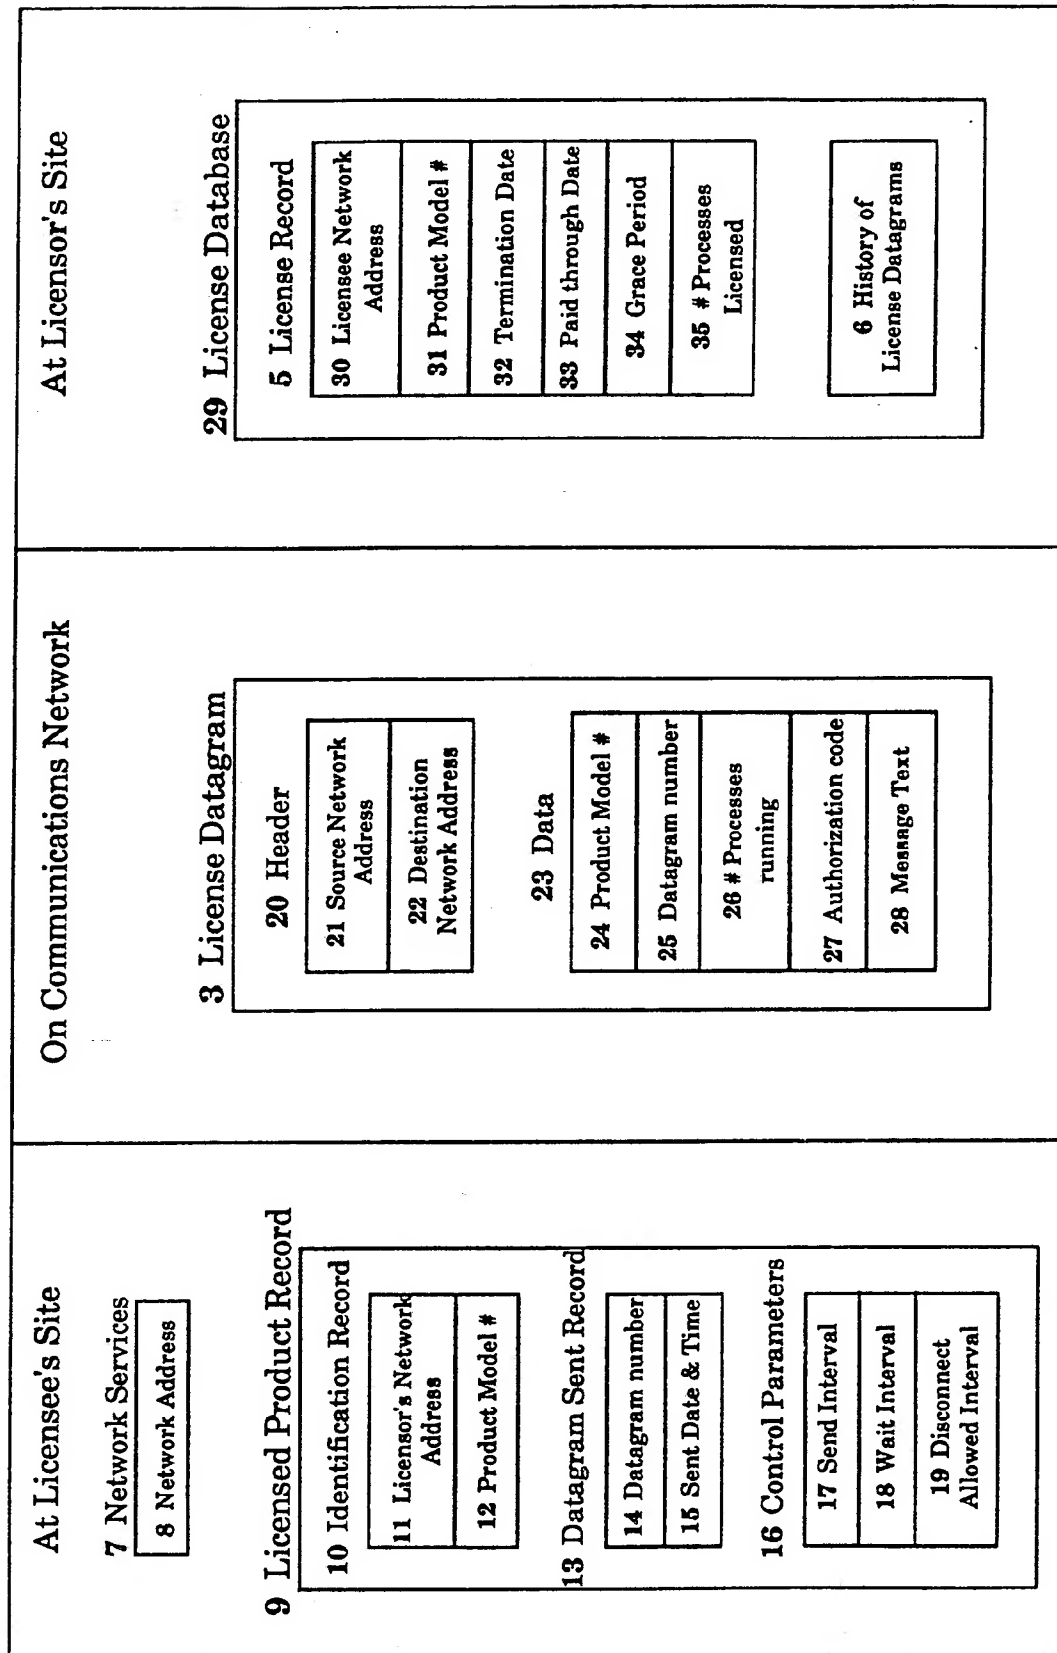 At Licensee's Site
7 Network Services
8 Network Address
9 Licensed Product Record
10 Identification Record
11 Licensor's Network
Address
12 Product Model #
13 Datagram Sent Record
14 Datagram number
15 Sent Date & Time
16 Control Parameters
17 Send Interval
18 Wait Interval
19 Disconnect
Allowed Interval
On Communications Network
3 License Datagram
20 Header
21 Source Network
Address
22 Destination
Network Address
23 Data
24 Product Model #
25 Datagram number
26 # Processes
running
27 Authorization code
28 Message Text
At Licensor's Site
29 License Database
5 License Record
30 Licensee Network
Address
31 Product Model #
32 Termination Date
33 Paid through Date
34 Grace Period
35 # Processes
Licensed
6 History of
License Datagrams